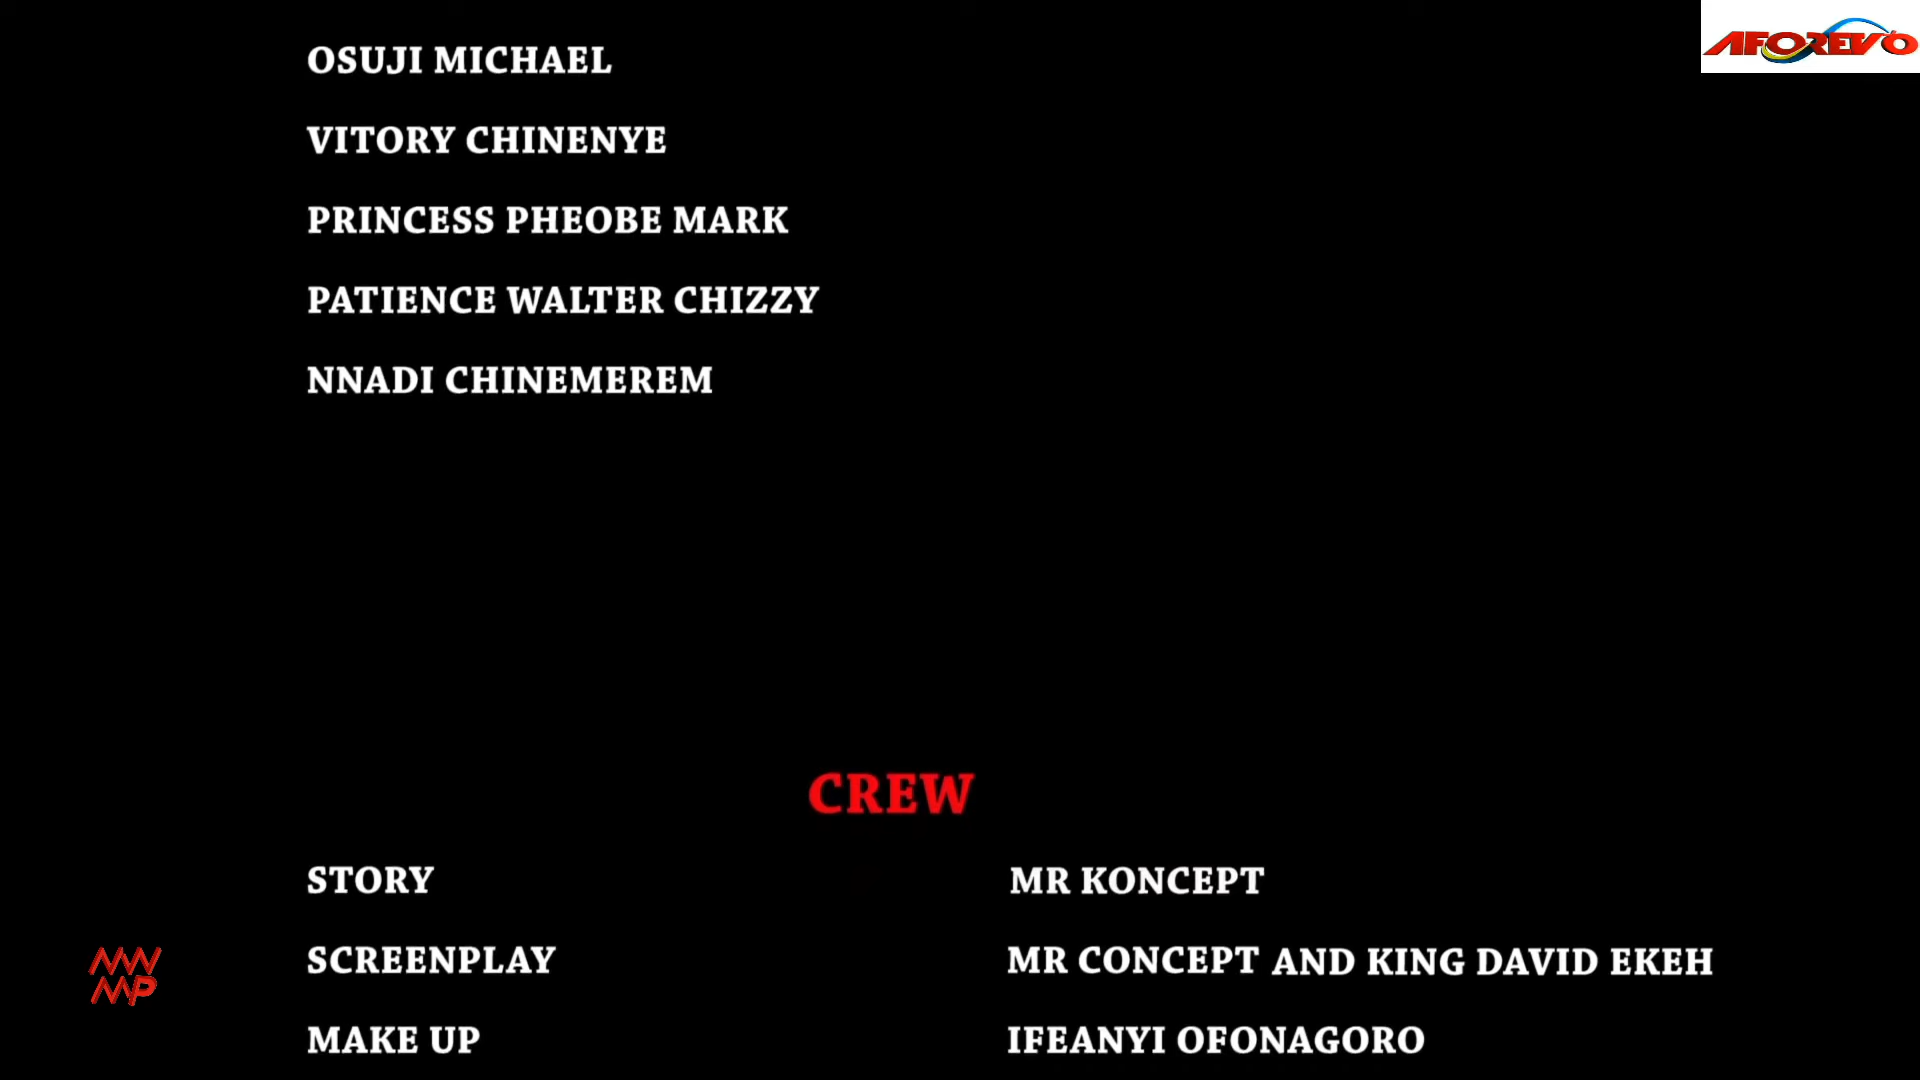 AFOREVO
OSUJI MICHAEL
VITORY CHINENYE
PRINCESS PHEOBE MARK
PATIENCE WALTER CHIZZY
NNADI CHINEMEREM
CREW
STORY MR KONCEPT
SCREENPLAY MR CONCEPT AND KING DAVID EKEH
MAKE UP IFEANYI OFONAGORO